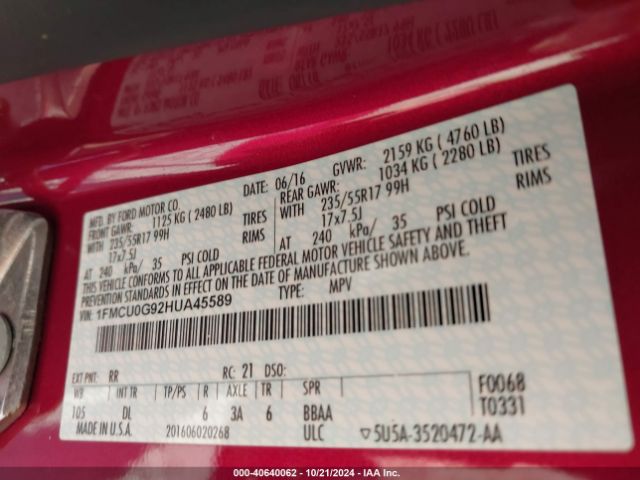 MFD. BY FORD MOTOR CO.
DATE: 06/16 GVWR: 2159 KG ( 4760 LB)
FRONT GAWR: 1125 KG ( 2480 LB)
REAR GAWR: 1034 KG ( 2280 LB)
WITH 235/55R17 99H TIRES
WITH 235/55R17 99H TIRES
17x7.5J RIMS
17x7.5J RIMS
AT 240 kPa/ 35 PSI COLD
AT 240 kPa/ 35 PSI COLD
THIS VEHICLE CONFORMS TO ALL APPLICABLE FEDERAL MOTOR VEHICLE SAFETY AND THEFT
PREVENTION STANDARDS IN EFFECT ON THE DATE OF MANUFACTURE SHOWN ABOVE.
VIN: 1FMCU0G92HUA45589 TYPE: MPV
EXT PNT: RR RC: 21 DSO:
WB INT TR TP/PS R AXLE TR SPR F0068
105 DL 6 3A 6 BBAA T0331
MADE IN U.S.A. 201606020268 ULC 5U5A-3520472-AA
000-40640062 - 10/21/2024 - IAA Inc.